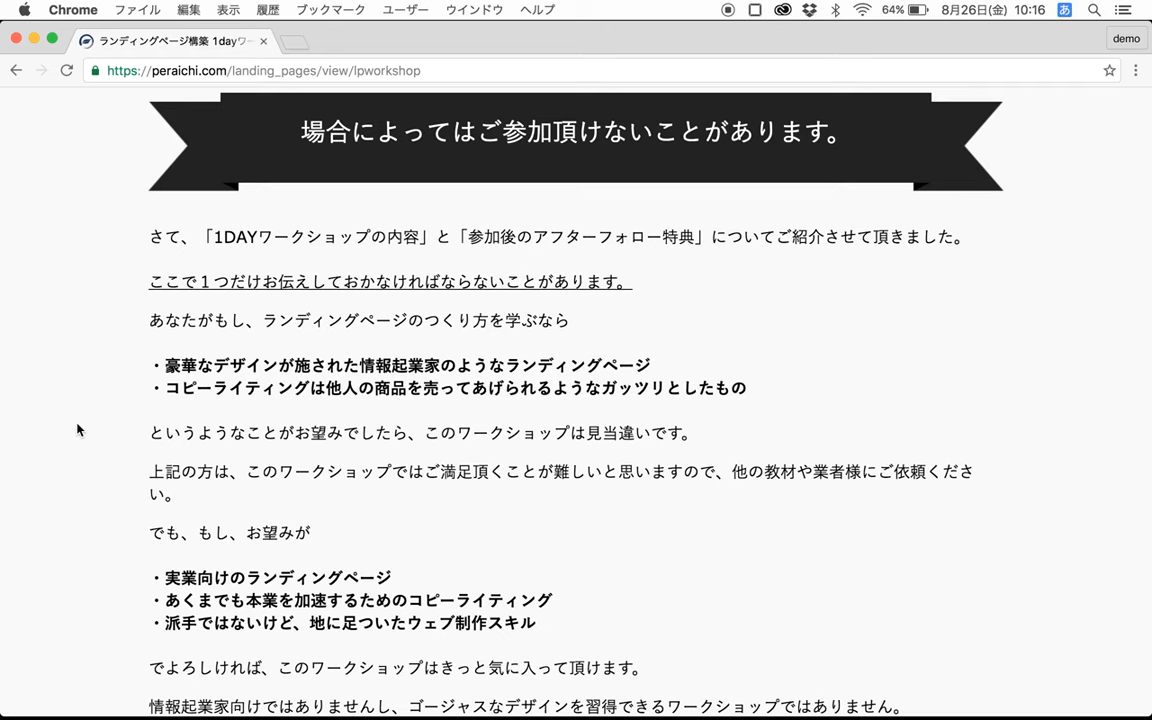 Chrome ファイル 編集 表示 履歴 ブックマーク ユーザー ウインドウ ヘルプ 64% 8月26日(金) 10:16 あ
ランディングページ構築 1dayワー demo
https://peraichi.com/landing_pages/view/lpworkshop
場合によってはご参加頂けないことがあります。
さて、「1DAYワークショップの内容」と「参加後のアフターフォロー特典」についてご紹介させて頂きました。
ここで１つだけお伝えしておかなければならないことがあります。
あなたがもし、ランディングページのつくり方を学ぶなら
・豪華なデザインが施された情報起業家のようなランディングページ
・コピーライティングは他人の商品を売ってあげられるようなガッツリとしたもの
というようなことがお望みでしたら、このワークショップは見当違いです。
上記の方は、このワークショップではご満足頂くことが難しいと思いますので、他の教材や業者様にご依頼くださ
い。
でも、もし、お望みが
・実業向けのランディングページ
・あくまでも本業を加速するためのコピーライティング
・派手ではないけど、地に足ついたウェブ制作スキル
でよろしければ、このワークショップはきっと気に入って頂けます。
情報起業家向けではありませんし、ゴージャスなデザインを習得できるワークショップではありません。